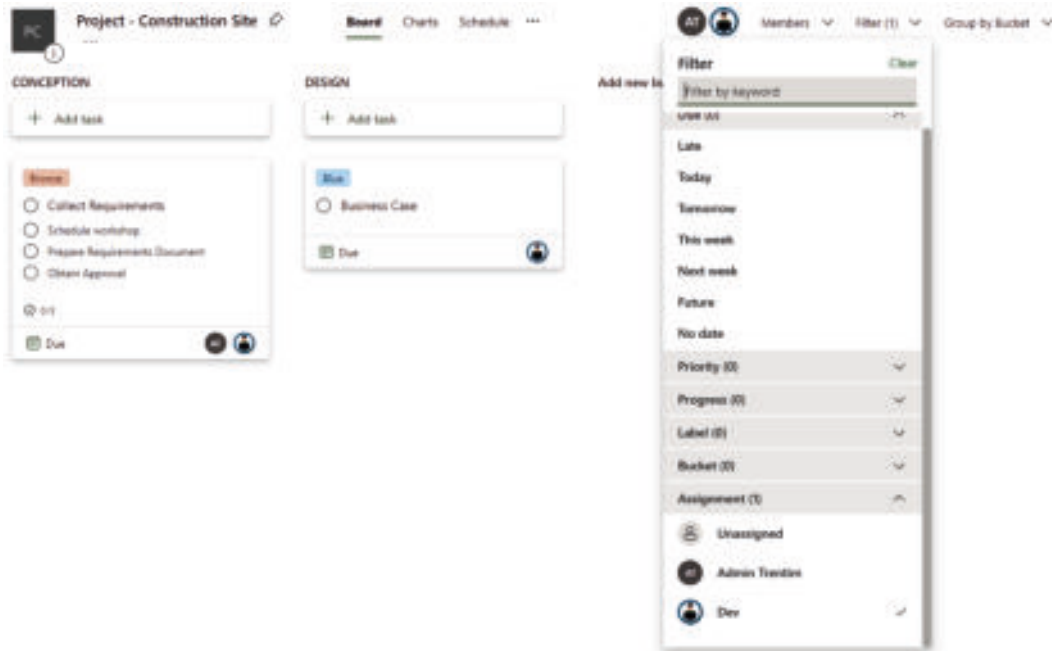 PC
Project - Construction Site
Board Charts Schedule ...
AT Members Filter (1) Group by Bucket
CONCEPTION
+ Add task
Bronze
Collect Requirements
Schedule workshop
Prepare Requirements Document
Obtain Approval
Due
AT
DESIGN
+ Add task
Blue
Business Case
Due
Add new
Filter Clear
Filter by keyword
Late
Today
Tomorrow
This week
Next week
Future
No date
Priority (0)
Progress (0)
Label (0)
Bucket (0)
Assignment (1)
Unassigned
AT Admin
Dev